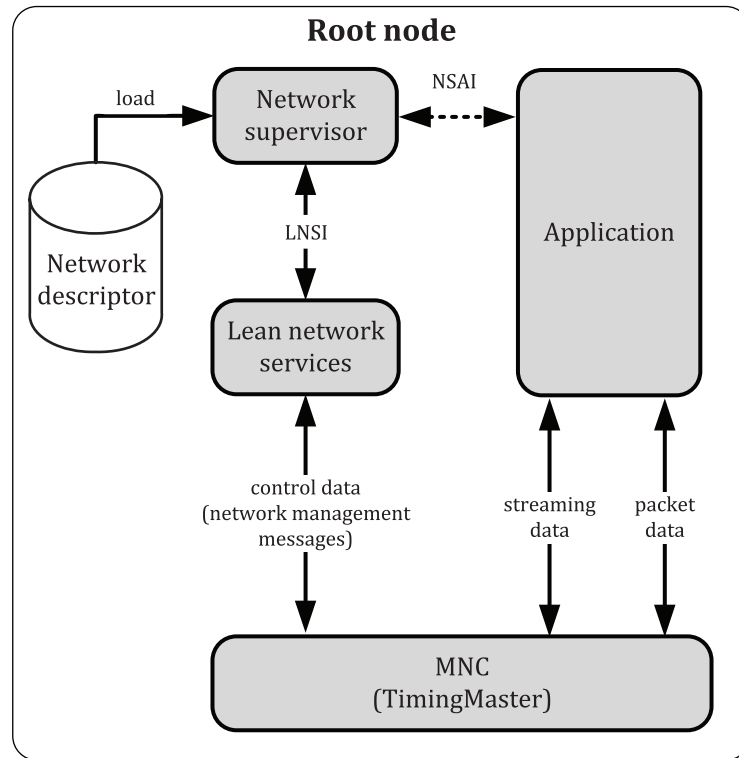 Root node
load
Network
supervisor
NSAI
Application
Network
descriptor
LNSI
Lean network
services
control data
(network management
messages)
streaming
data
packet
data
MNC
(TimingMaster)